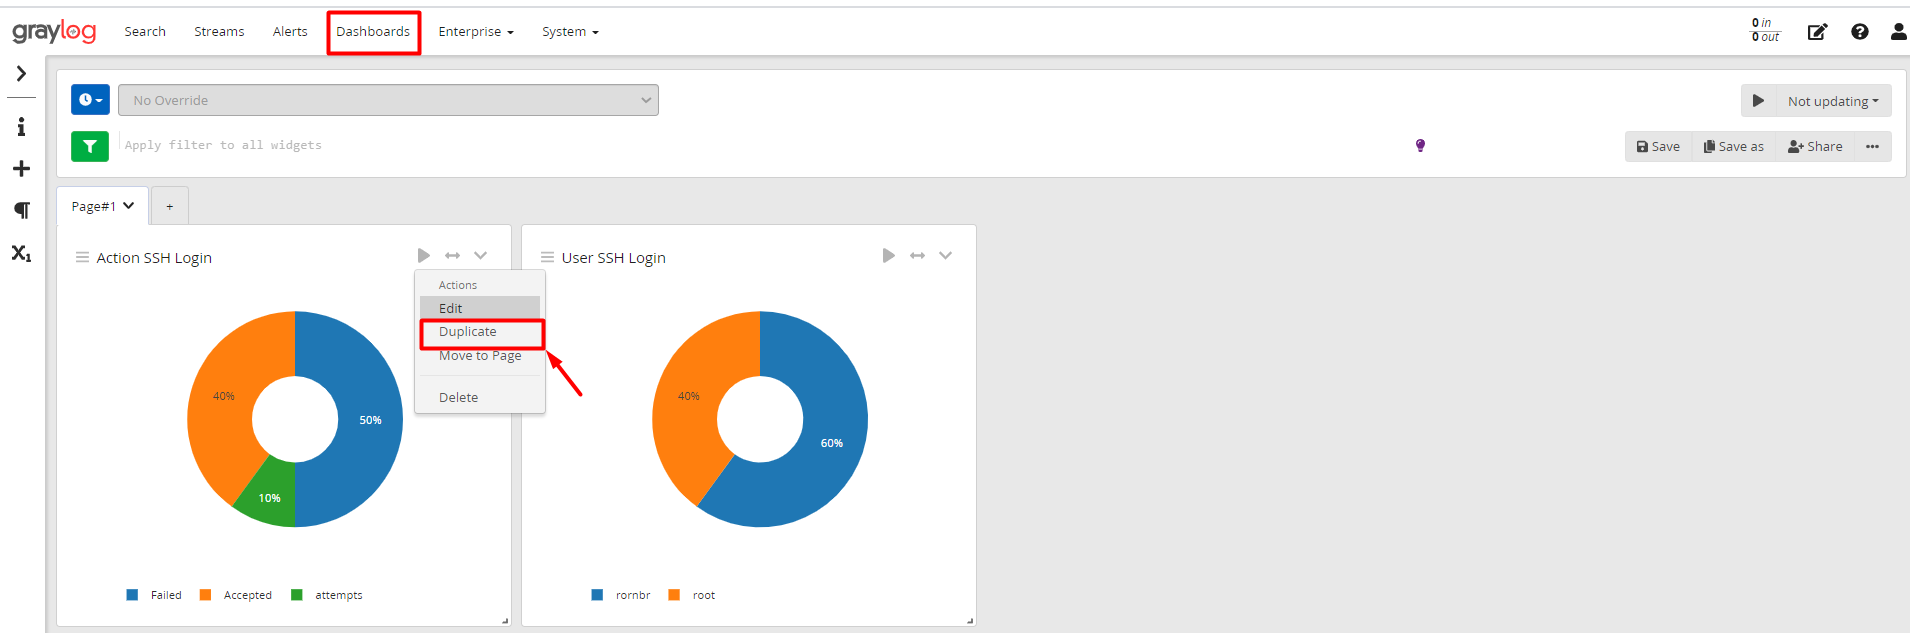 graylog Search Streams Alerts Dashboards Enterprise System 0 in
0 out
No Override Not updating
Apply filter to all widgets Save Save as Share
Page#1 +
Action SSH Login User SSH Login
Actions
Edit
Duplicate
Move to Page
Delete
40% 50% 10%
40% 60%
Failed Accepted attempts rornbr root
X1